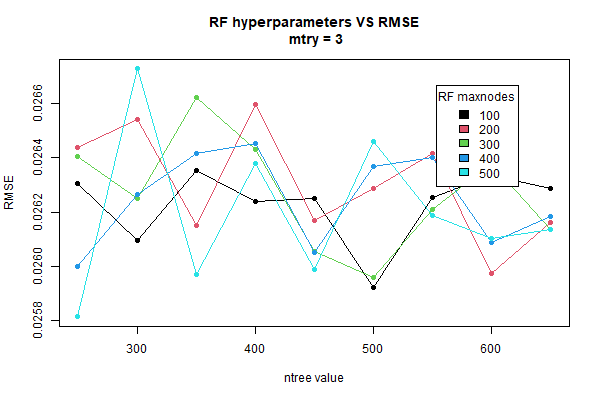 RF hyperparameters VS RMSE
mtry = 3
RMSE
0.0266
0.0264
0.0262
0.0260
0.0258
RF maxnodes
100
200
300
400
500
300
400
500
600
ntree value